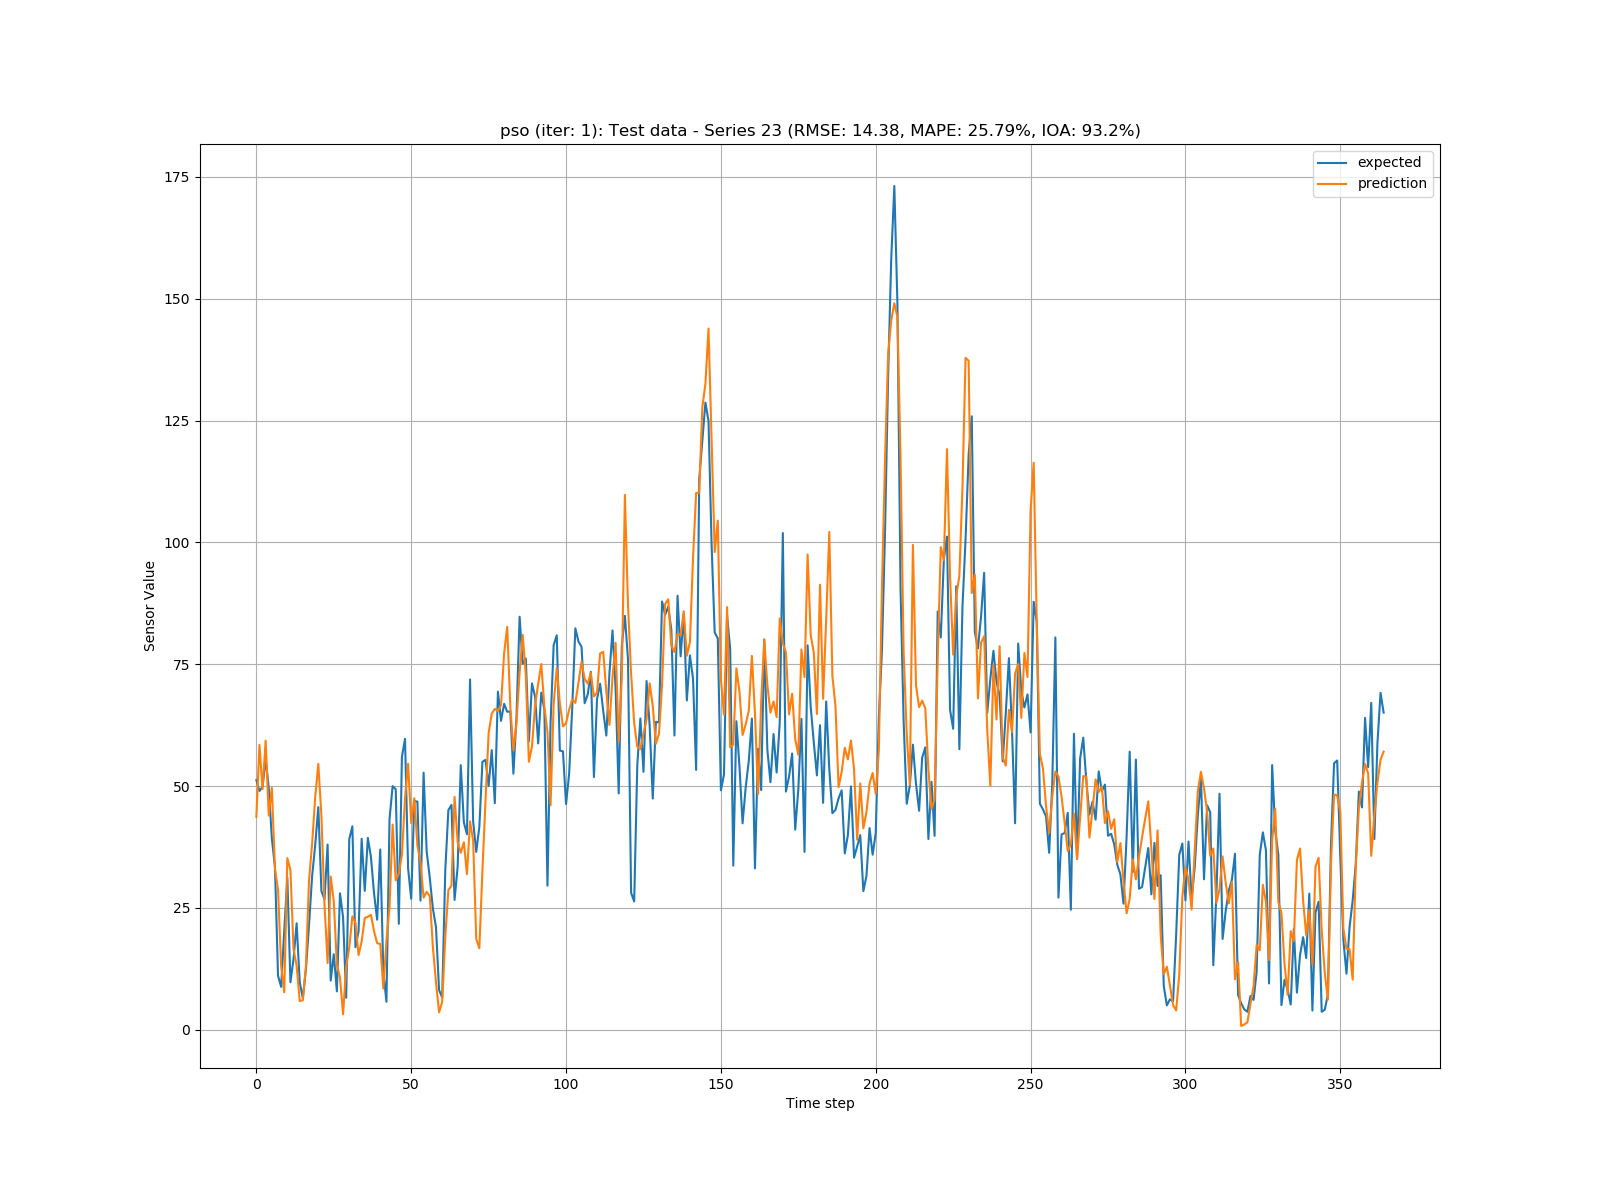 pso (iter: 1): Test data - Series 23 (RMSE: 14.38, MAPE: 25.79%, IOA: 93.2%)
expected
prediction
175
150
125
100
75
50
25
0
Sensor Value
0 50 100 150 200 250 300 350
Time step